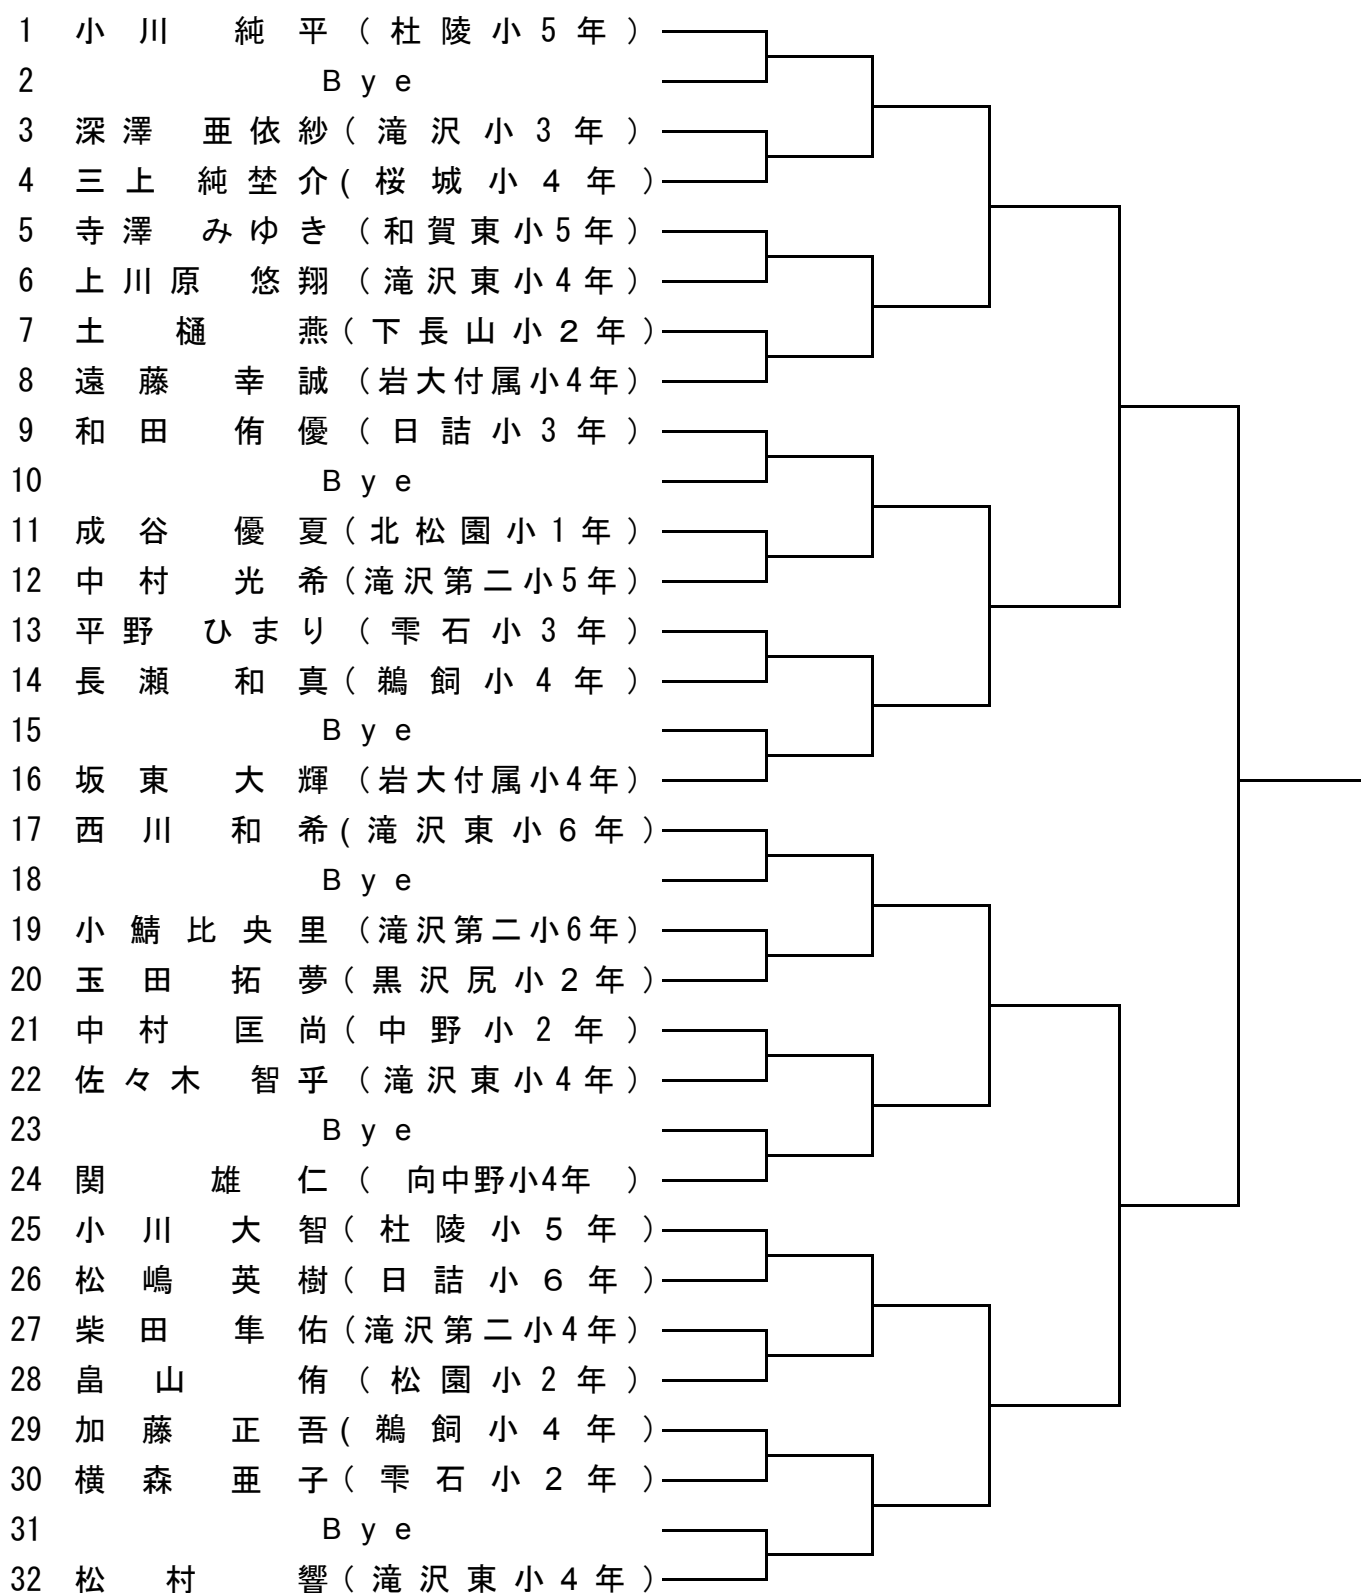 1 小川 純平 (杜陵小5年)
2 Bye
3 深澤 亜依紗(滝沢小3年)
4 三上 純埜介(桜城小4年)
5 寺澤 みゆき (和賀東小5年)
6 上川原 悠翔 (滝沢東小4年)
7 土樋 燕(下長山小2年)
8 遠藤 幸誠 (岩大付属小4年)
9 和田 侑優 (日詰小3年)
10 Bye
11 成谷 優夏(北松園小1年)
12 中村 光希(滝沢第二小5年)
13 平野 ひまり (雫石小3年)
14 長瀬 和真(鵜飼小4年)
15 Bye
16 坂東 大輝 (岩大付属小4年)
17 西川 和希(滝沢東小6年)
18 Bye
19 小鯖比央里 (滝沢第二小6年)
20 玉田 拓夢(黒沢尻小2年)
21 中村 匡尚(中野小2年)
22 佐々木 智乎 (滝沢東小4年)
23 Bye
24 関 雄仁 (向中野小4年)
25 小川 大智(杜陵小5年)
26 松嶋 英樹(日詰小6年)
27 柴田 隼佑(滝沢第二小4年)
28 畠山 侑 (松園小2年)
29 加藤 正吾(鵜飼小4年)
30 横森 亜子(雫石小2年)
31 Bye
32 松村 響(滝沢東小4年)